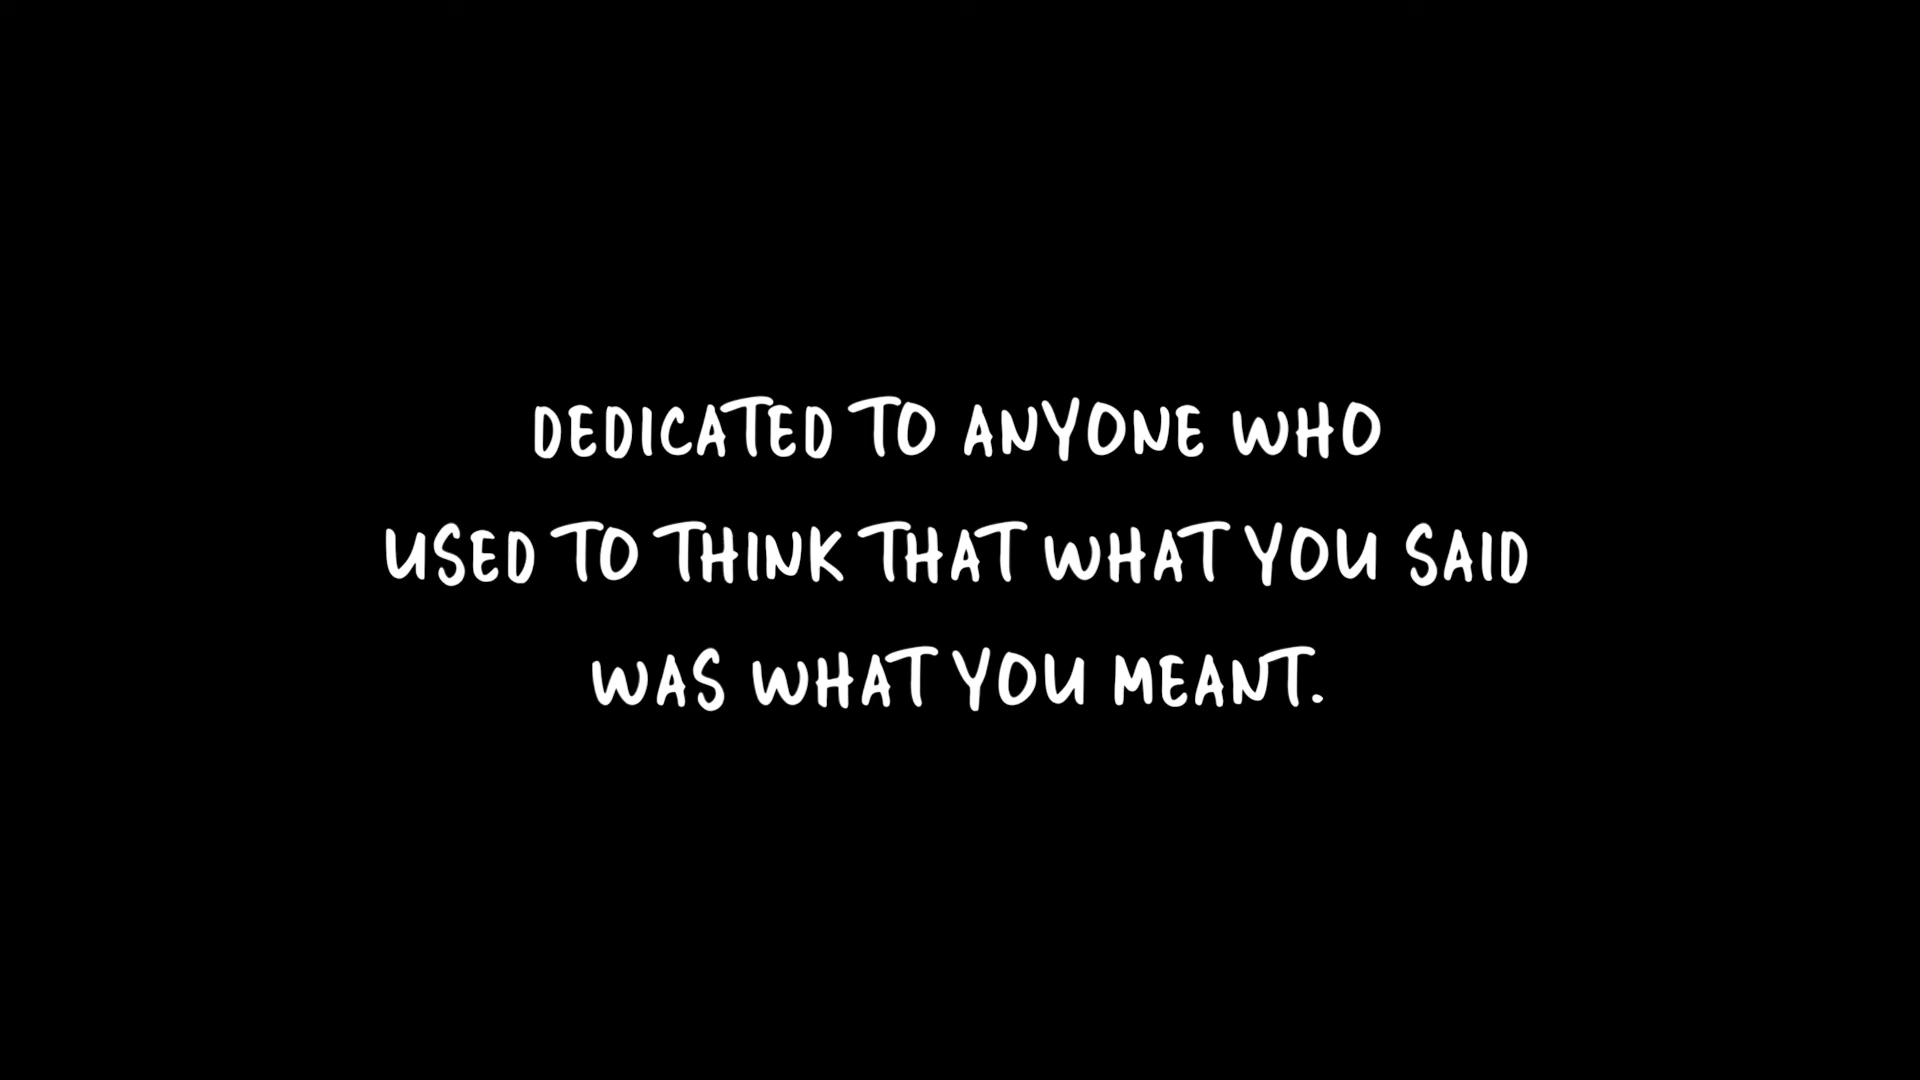 DEDICATED TO ANYONE WHO
USED TO THINK THAT WHAT YOU SAID
WAS WHAT YOU MEANT.